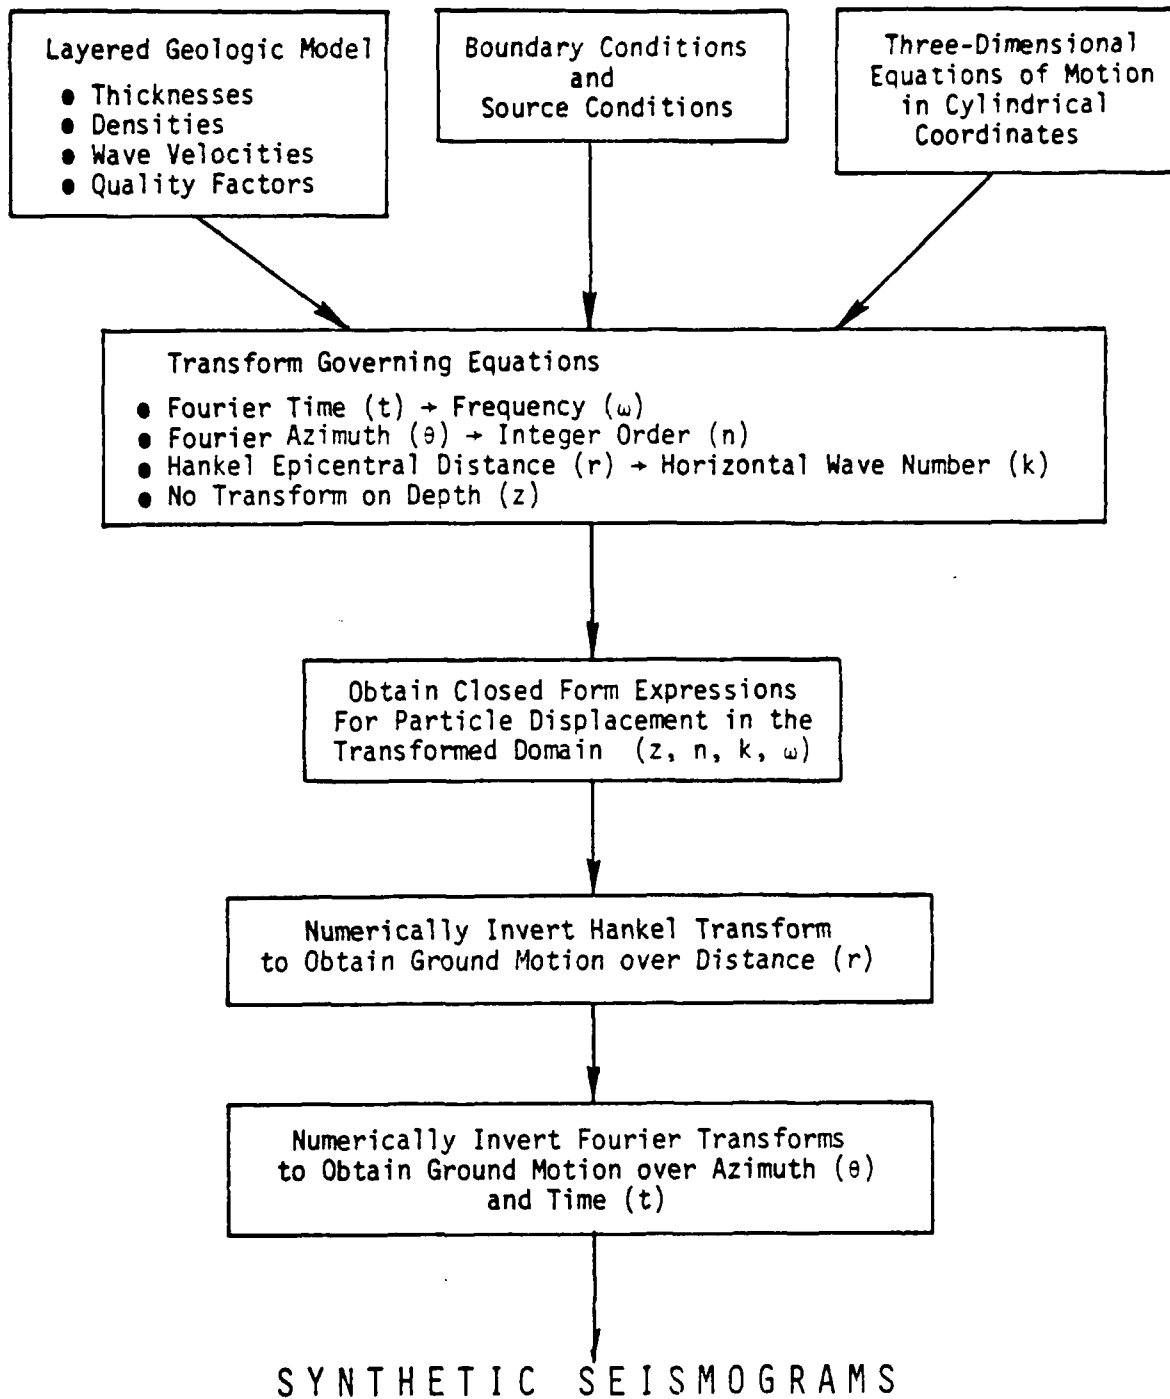 Layered Geologic Model
● Thicknesses
● Densities
● Wave Velocities
● Quality Factors
Boundary Conditions
and
Source Conditions
Three-Dimensional
Equations of Motion
in Cylindrical
Coordinates
Transform Governing Equations
● Fourier Time (t) → Frequency (ω)
● Fourier Azimuth (θ) → Integer Order (n)
● Hankel Epicentral Distance (r) → Horizontal Wave Number (k)
● No Transform on Depth (z)
Obtain Closed Form Expressions
For Particle Displacement in the
Transformed Domain (z, n, k, ω)
Numerically Invert Hankel Transform
to Obtain Ground Motion over Distance (r)
Numerically Invert Fourier Transforms
to Obtain Ground Motion over Azimuth (θ)
and Time (t)
SYNTHETIC SEISMOGRAMS